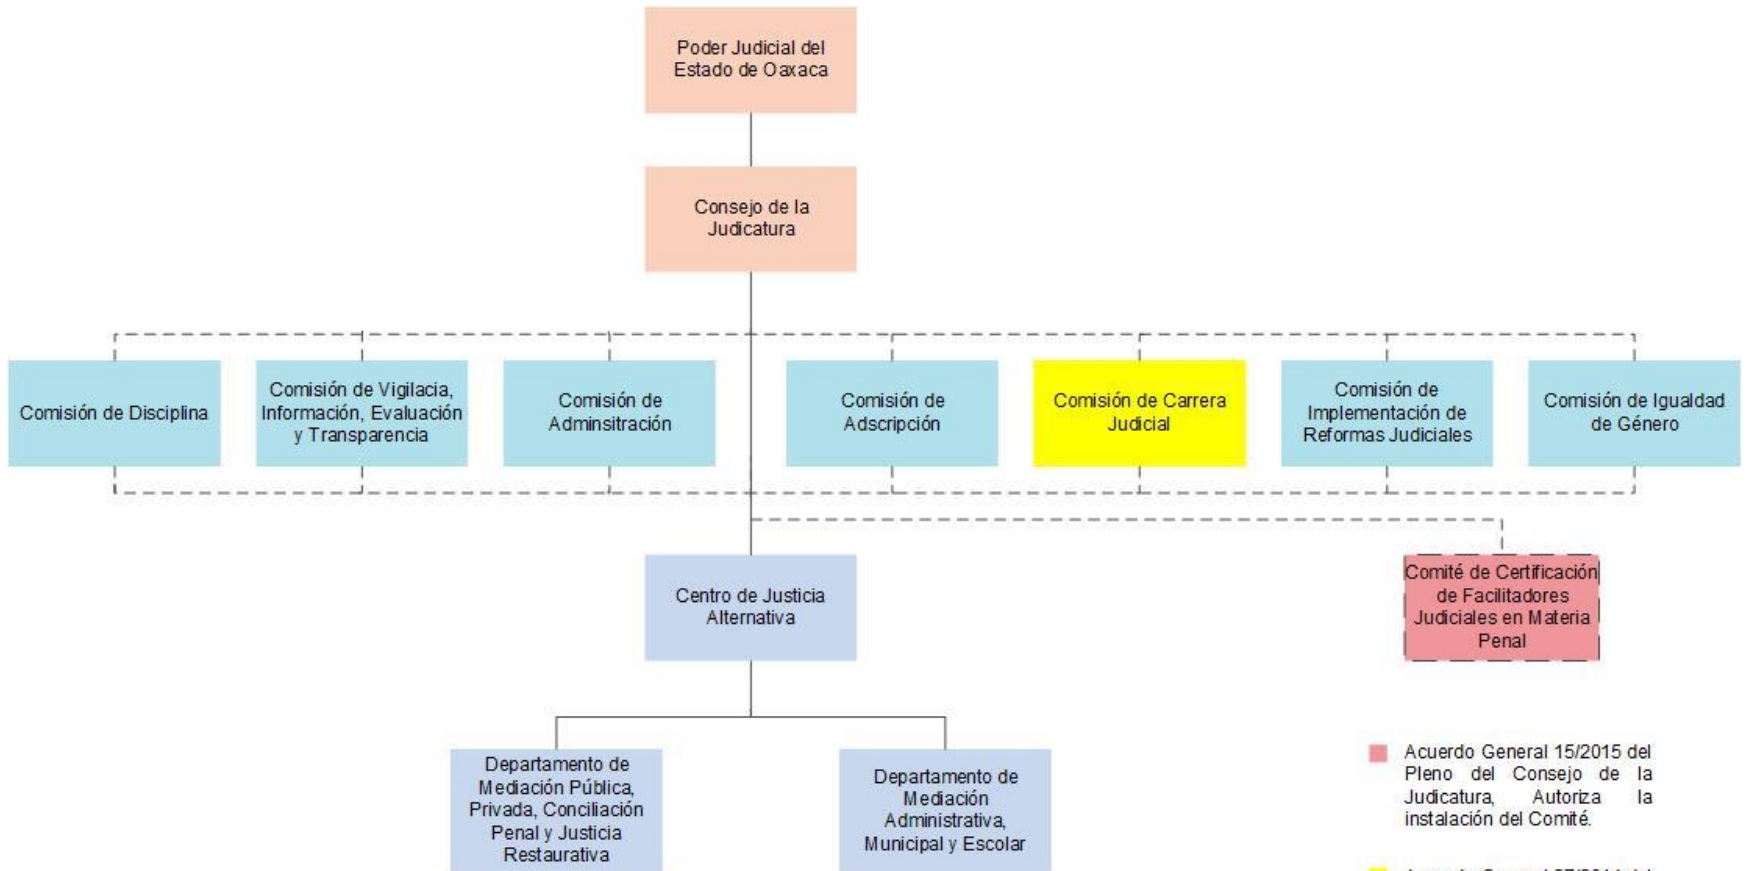 Poder Judicial del
Estado de Oaxaca
Consejo de la
Judicatura
Comisión de Disciplina
Comisión de Vigilacia,
Información, Evaluación
y Transparencia
Comisión de
Adminsitración
Comisión de
Adscripción
Comisión de Carrera
Judicial
Comisión de
Implementación de
Reformas Judiciales
Comisión de Igualdad
de Género
Centro de Justicia
Alternativa
Comité de Certificación
de Facilitadores
Judiciales en Materia
Penal
Departamento de
Mediación Pública,
Privada, Conciliación
Penal y Justicia
Restaurativa
Departamento de
Mediación
Administrativa,
Municipal y Escolar
Acuerdo General 15/2015 del
Pleno del Consejo de la
Judicatura, Autoriza la
instalación del Comité.